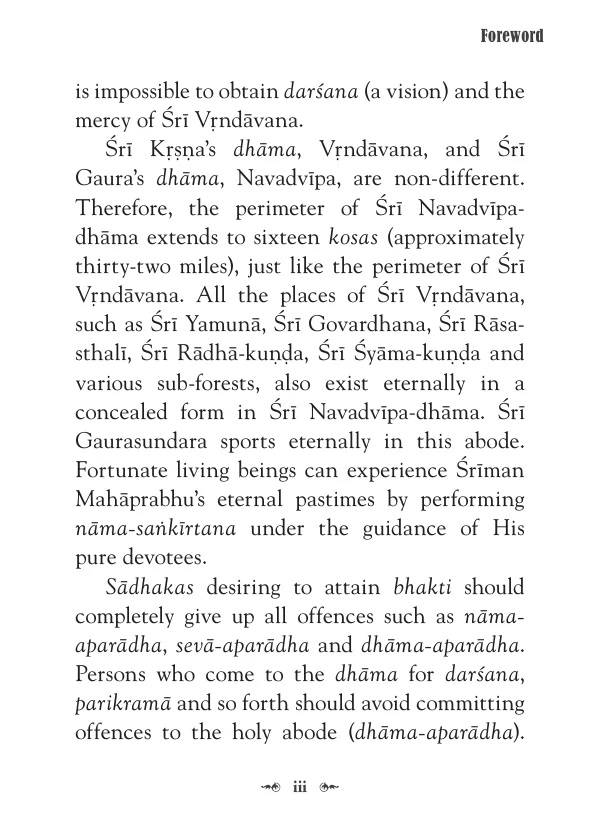 Foreword
is impossible to obtain darśana (a vision) and the
mercy of Śrī Vṛndāvana.
Śrī Kṛṣṇa’s dhāma, Vṛndāvana, and Śrī
Gaura’s dhāma, Navadvīpa, are non-different.
Therefore, the perimeter of Śrī Navadvīpa-
dhāma extends to sixteen kosas (approximately
thirty-two miles), just like the perimeter of Śrī
Vṛndāvana. All the places of Śrī Vṛndāvana,
such as Śrī Yamunā, Śrī Govardhana, Śrī Rāsa-
sthalī, Śrī Rādhā-kuṇḍa, Śrī Śyāma-kuṇḍa and
various sub-forests, also exist eternally in a
concealed form in Śrī Navadvīpa-dhāma. Śrī
Gaurasundara sports eternally in this abode.
Fortunate living beings can experience Śrīman
Mahāprabhu’s eternal pastimes by performing
nāma-saṅkīrtana under the guidance of His
pure devotees.
Sādhakas desiring to attain bhakti should
completely give up all offences such as nāma-
aparādha, sevā-aparādha and dhāma-aparādha.
Persons who come to the dhāma for darśana,
parikramā and so forth should avoid committing
offences to the holy abode (dhāma-aparādha).
iii